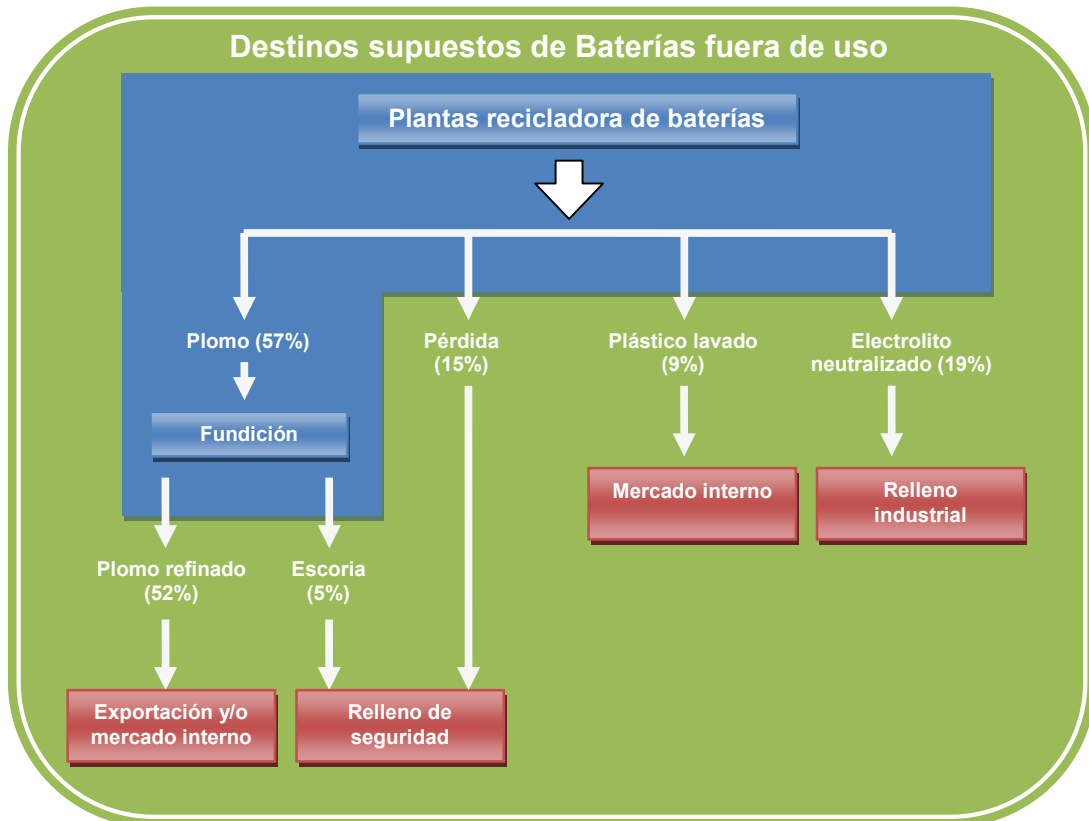 Destinos supuestos de Baterías fuera de uso
Plantas recicladora de baterías
Plomo (57%)
Pérdida
(15%)
Plástico lavado
(9%)
Electrolito
neutralizado (19%)
Fundición
Mercado interno
Relleno
industrial
Plomo refinado
(52%)
Escoria
(5%)
Exportación y/o
mercado interno
Relleno de
seguridad